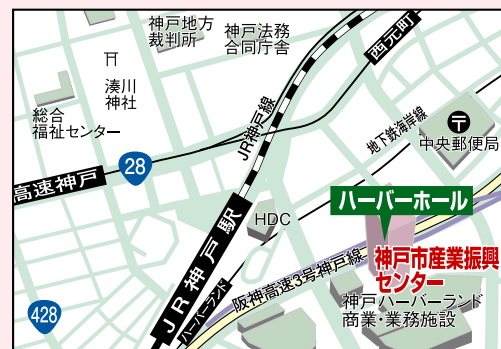 神戸地方
裁判所
神戸法務
合同庁舎
西元町
湊川
神社
総合
福祉センター
JR神戸線
地下鉄海岸線
〒
中央郵便局
高速神戸
28
ハーバーホール
JR神戸駅
HDC
神戸市産業振興
センター
ハーバーランド
阪神高速3号神戸線
神戸ハーバーランド
商業・業務施設
428